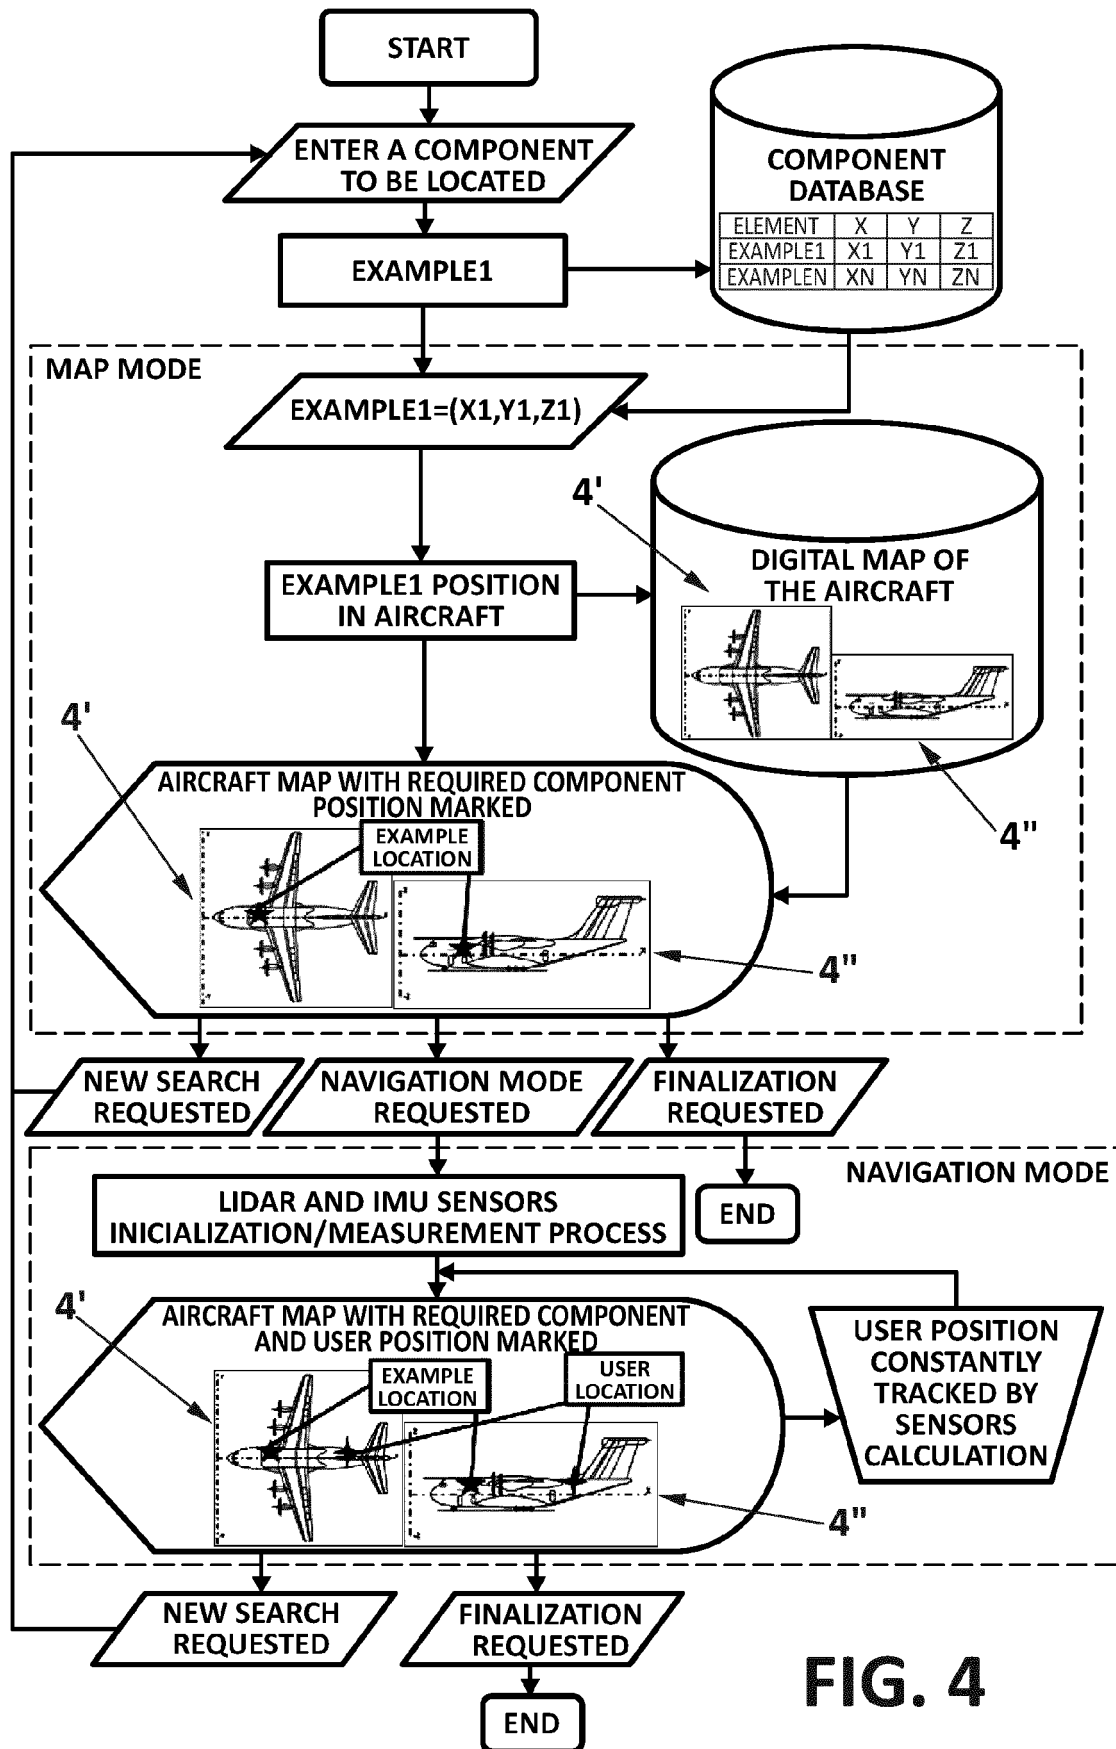 START
ENTER A COMPONENT
TO BE LOCATED
COMPONENT
DATABASE
ELEMENT X Y Z
EXAMPLE1 X1 Y1 Z1
EXAMPLEN XN YN ZN
EXAMPLE1
MAP MODE
EXAMPLE1=(X1,Y1,Z1)
4'
DIGITAL MAP OF
THE AIRCRAFT
EXAMPLE1 POSITION
IN AIRCRAFT
4'
4"
AIRCRAFT MAP WITH REQUIRED COMPONENT
POSITION MARKED
EXAMPLE
LOCATION
4"
NEW SEARCH
REQUESTED
NAVIGATION MODE
REQUESTED
FINALIZATION
REQUESTED
NAVIGATION MODE
LIDAR AND IMU SENSORS
INICIALIZATION/MEASUREMENT PROCESS
END
4'
AIRCRAFT MAP WITH REQUIRED COMPONENT
AND USER POSITION MARKED
EXAMPLE
LOCATION
USER
LOCATION
USER POSITION
CONSTANTLY
TRACKED BY
SENSORS
CALCULATION
4"
NEW SEARCH
REQUESTED
FINALIZATION
REQUESTED
END
FIG. 4